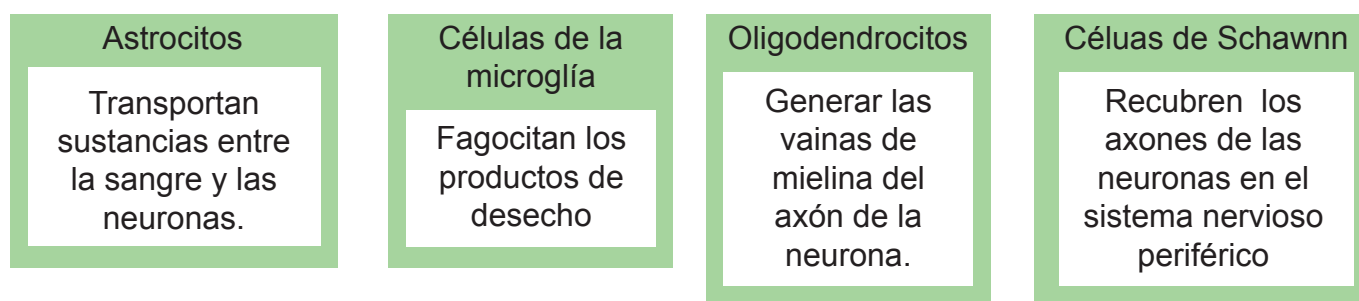 Astrocitos
Transportan
sustancias entre
la sangre y las
neuronas.
Células de la
microglía
Fagocitan los
productos de
desecho
Oligodendrocitos
Generar las
vainas de
mielina del
axón de la
neurona.
Céluas de Schawnn
Recubren los
axones de las
neuronas en el
sistema nervioso
periférico